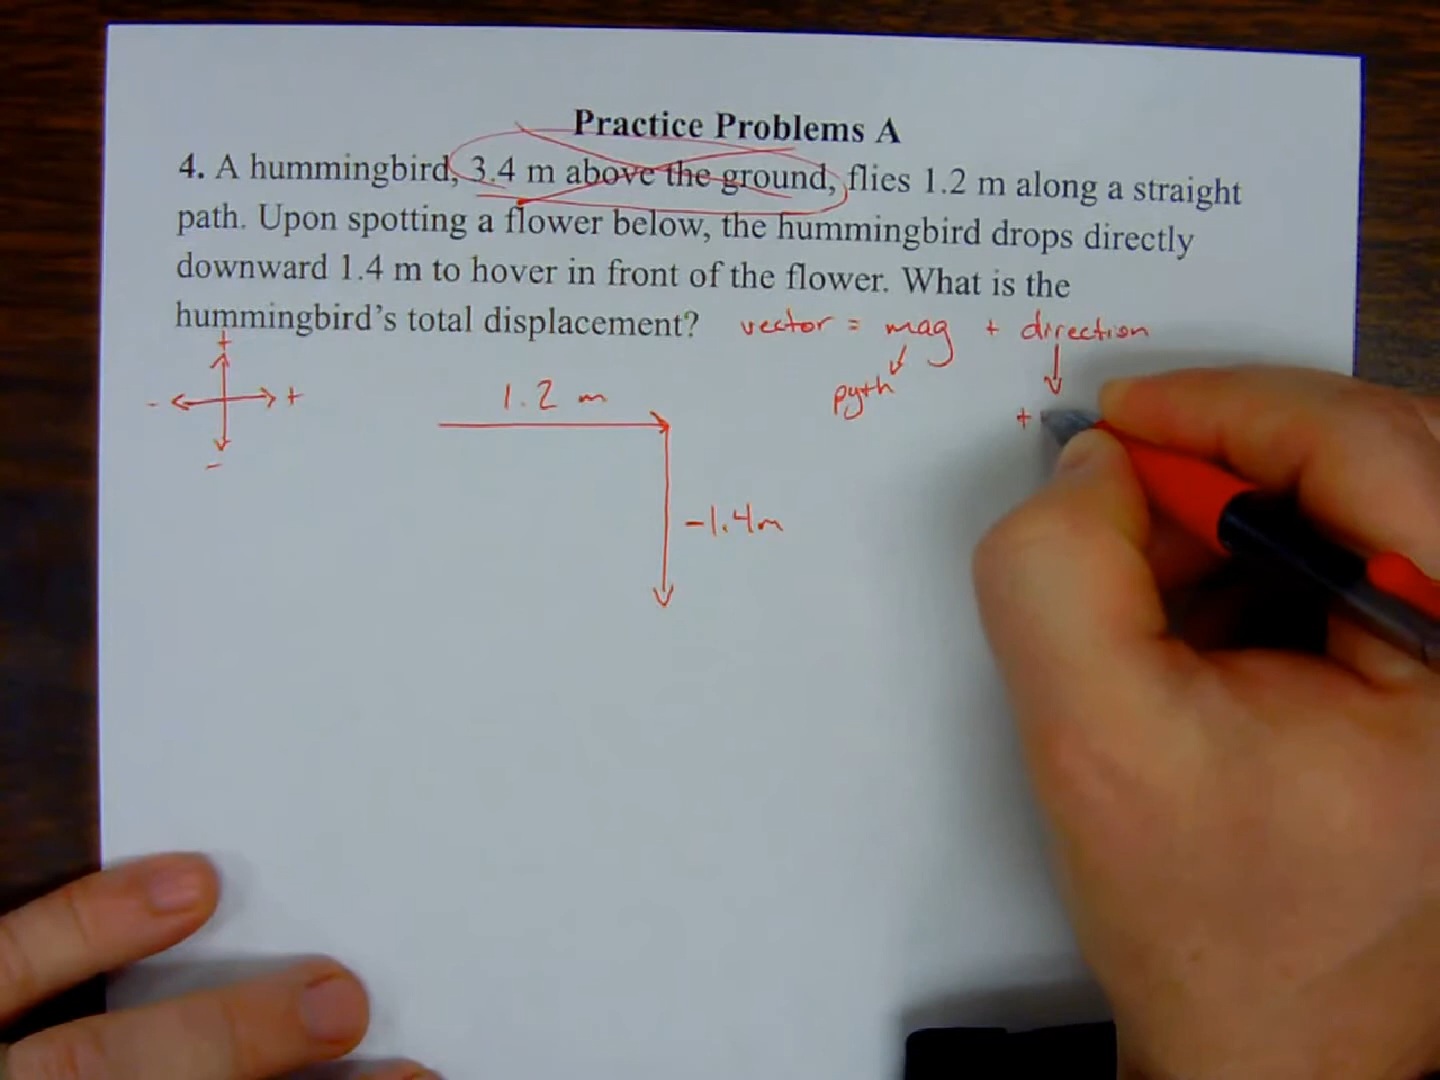 Practice Problems A
4. A hummingbird, 3.4 m above the ground, flies 1.2 m along a straight
path. Upon spotting a flower below, the hummingbird drops directly
downward 1.4 m to hover in front of the flower. What is the
hummingbird's total displacement? vector = mag + direction
+
- +
-
1.2 m
pyth
+
-1.4m